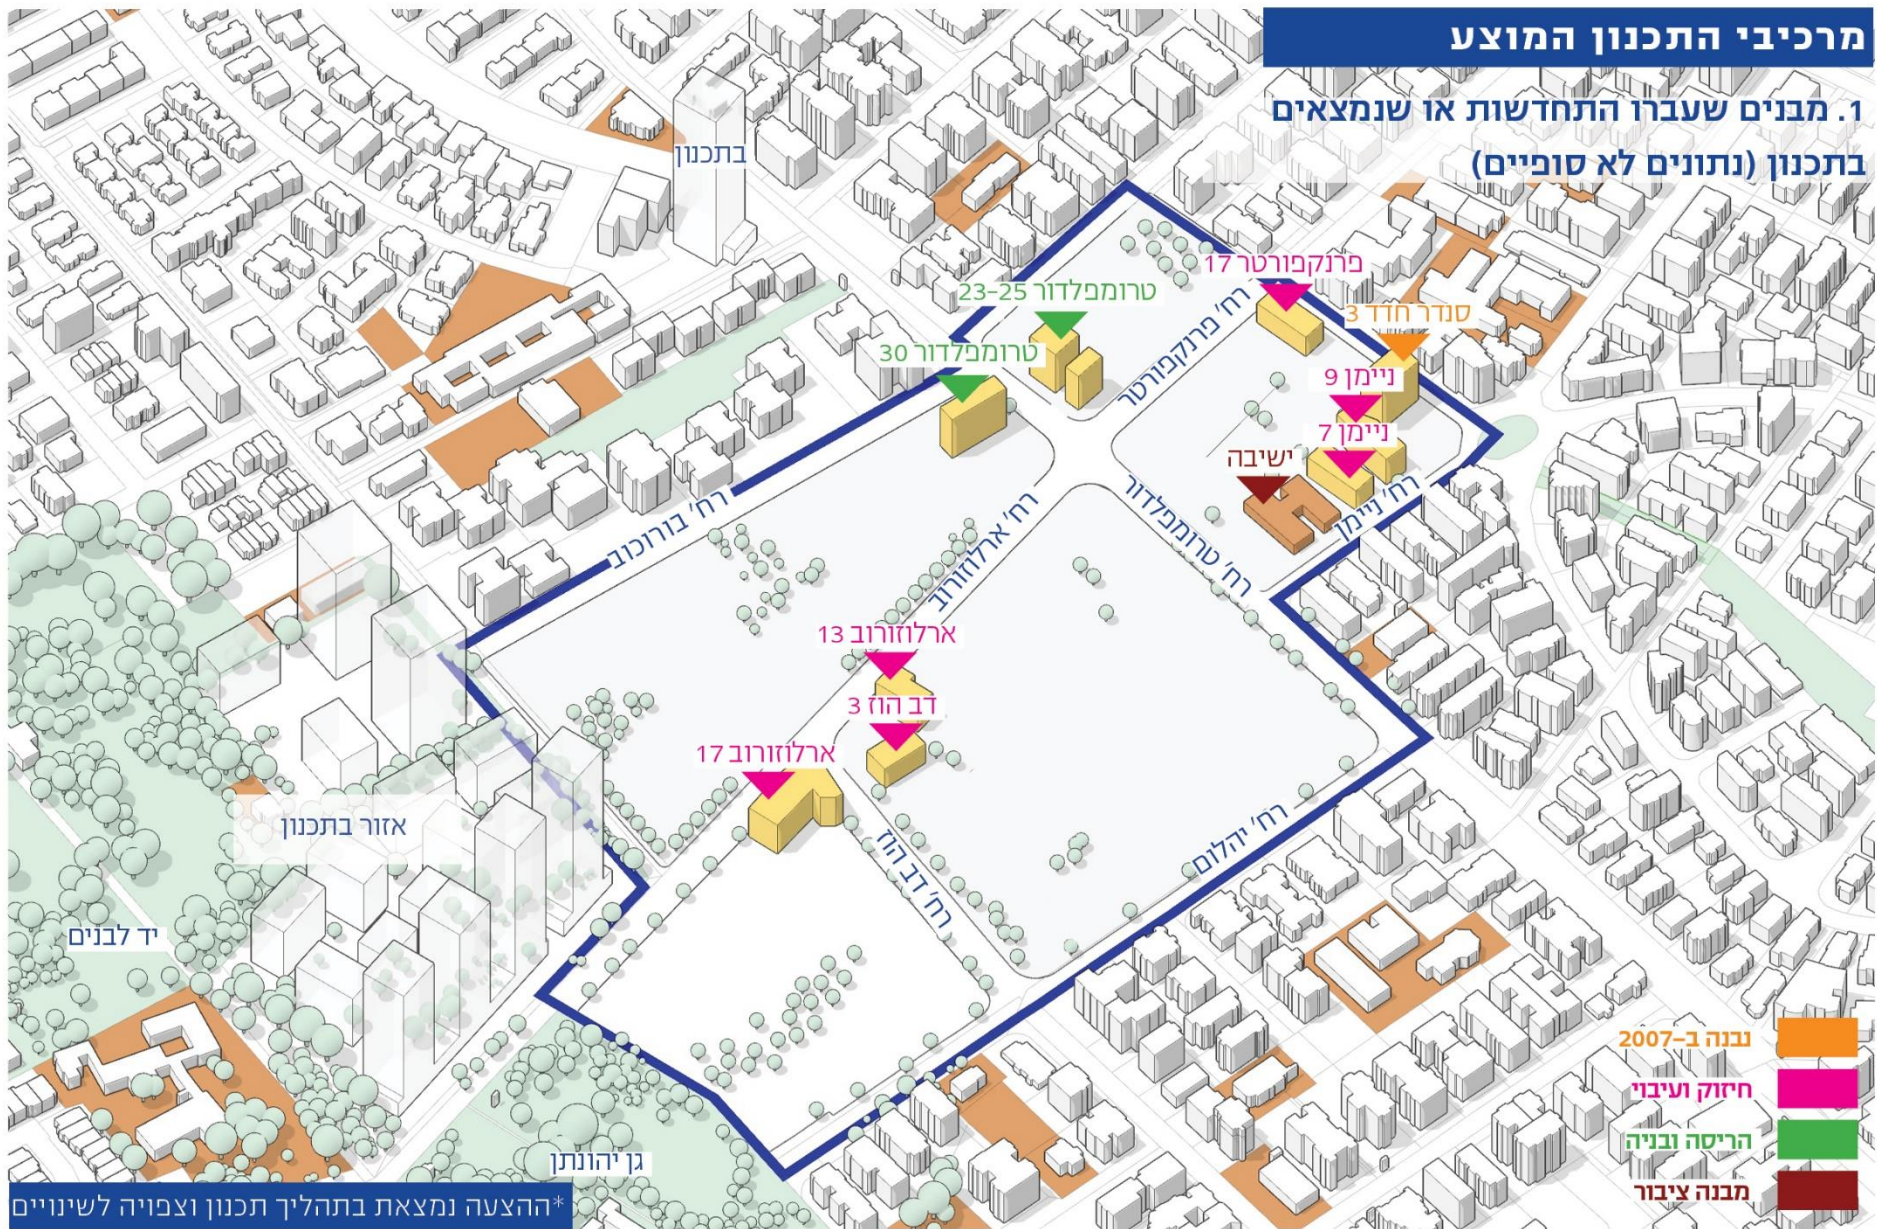 מרכיבי התכנון המוצע
1. מבנים שעברו התחדשות או שנמצאים
בתכנון (נתונים לא סופיים)
בתכנון
פרנקפורטר 17
טרומפלדור 23-25
סנדר חדד 3
רח' פרנקפורטר
טרומפלדור 30
ניימן 9
ניימן 7
ישיבה
רח' בורוכוב
רח' ארלוזורוב
רח' טרומפלדור
רח' ניימן
ארלוזורוב 13
דב הוז 3
ארלוזורוב 17
אזור בתכנון
רח' דב הוז
רח' יהלום
יד לבנים
גן יהונתן
נבנה ב-2007
חיזוק ועיבוי
הריסה ובניה
מבנה ציבור
*ההצעה נמצאת בתהליך תכנון וצפויה לשינויים